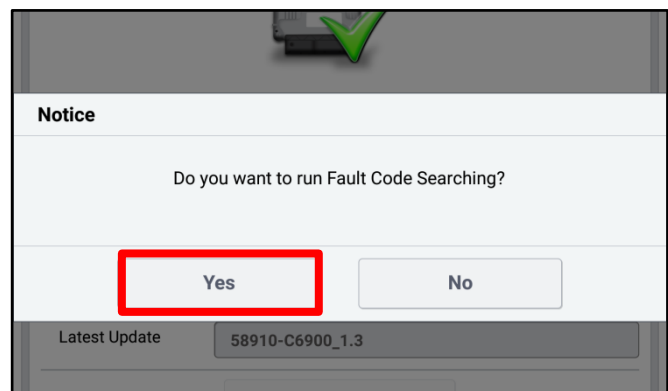 Notice
Do you want to run Fault Code Searching?
Yes No
Latest Update 58910-C6900_1.3